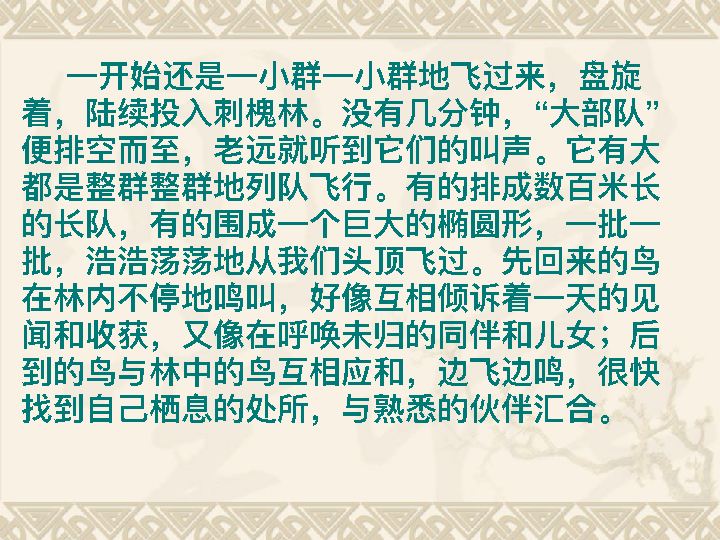 一开始还是一小群一小群地飞过来，盘旋
着，陆续投入刺槐林。没有几分钟，“大部队”
便排空而至，老远就听到它们的叫声。它有大
都是整群整群地列队飞行。有的排成数百米长
的长队，有的围成一个巨大的椭圆形，一批一
批，浩浩荡荡地从我们头顶飞过。先回来的鸟
在林内不停地鸣叫，好像互相倾诉着一天的见
闻和收获，又像在呼唤未归的同伴和儿女；后
到的鸟与林中的鸟互相应和，边飞边鸣，很快
找到自己栖息的处所，与熟悉的伙伴汇合。